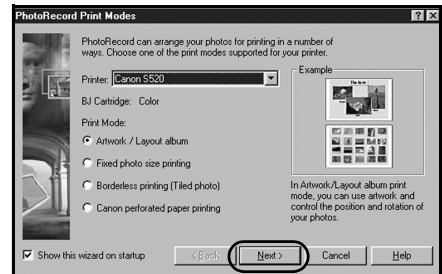 PhotoRecord Print Modes
PhotoRecord can arrange your photos for printing in a number of
ways. Choose one of the print modes supported for your printer.
Printer: Canon S520
BJ Cartridge: Color
Print Mode:
Artwork / Layout album
Fixed photo size printing
Borderless printing (Tiled photo)
Canon perforated paper printing
Example
In Artwork/Layout album print
mode, you can use artwork and
control the position and rotation of
your photos.
Show this wizard on startup
< Back
Next >
Cancel
Help